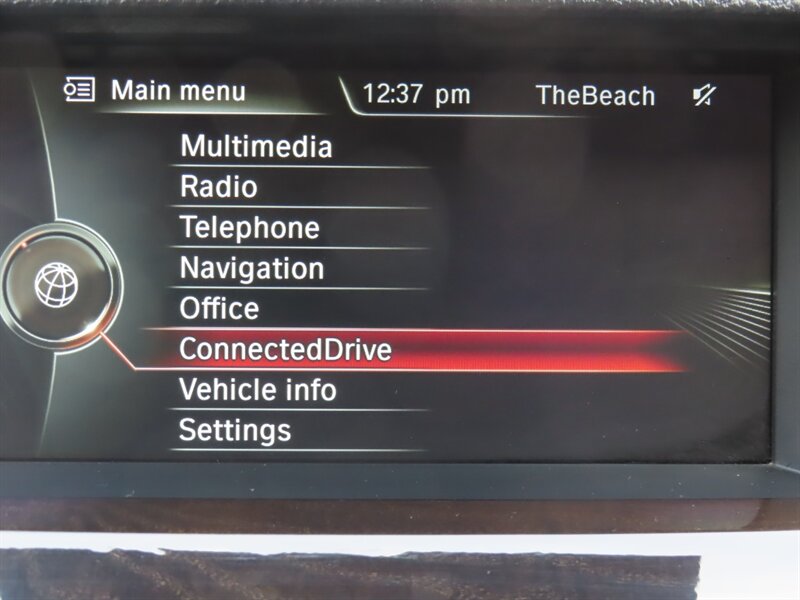 Main menu 12:37 pm TheBeach
Multimedia
Radio
Telephone
Navigation
Office
ConnectedDrive
Vehicle info
Settings